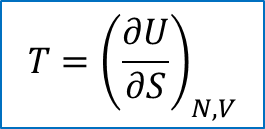 T = (∂U/∂S)_{N,V}